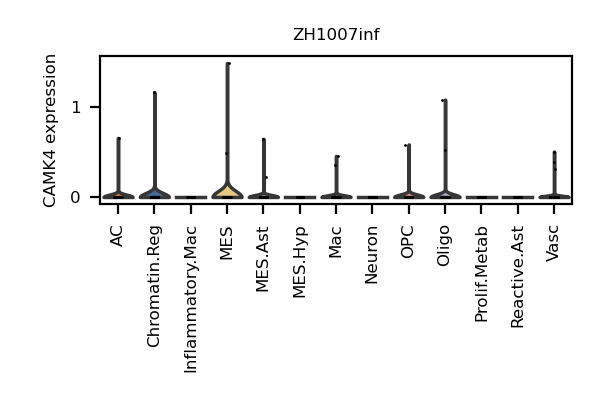 ZH1007inf
CAMK4 expression
1
0
AC
Chromatin.Reg
Inflammatory.Mac
MES
MES.Ast
MES.Hyp
Mac
Neuron
OPC
Oligo
Prolif.Metab
Reactive.Ast
Vasc